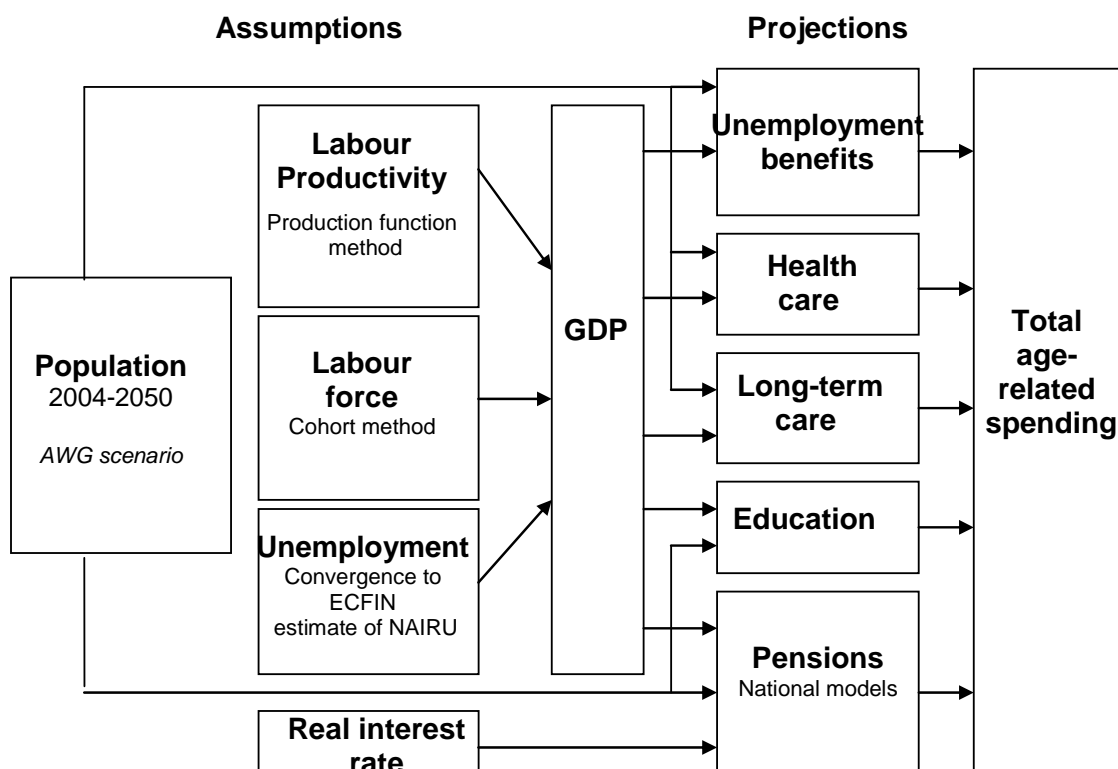 Assumptions
Projections
Population
2004-2050
AWG scenario
Labour
Productivity
Production function
method
Labour
force
Cohort method
Unemployment
Convergence to
ECFIN
estimate of NAIRU
Real interest
rate
GDP
Unemployment
benefits
Health
care
Long-term
care
Education
Pensions
National models
Total
age-
related
spending